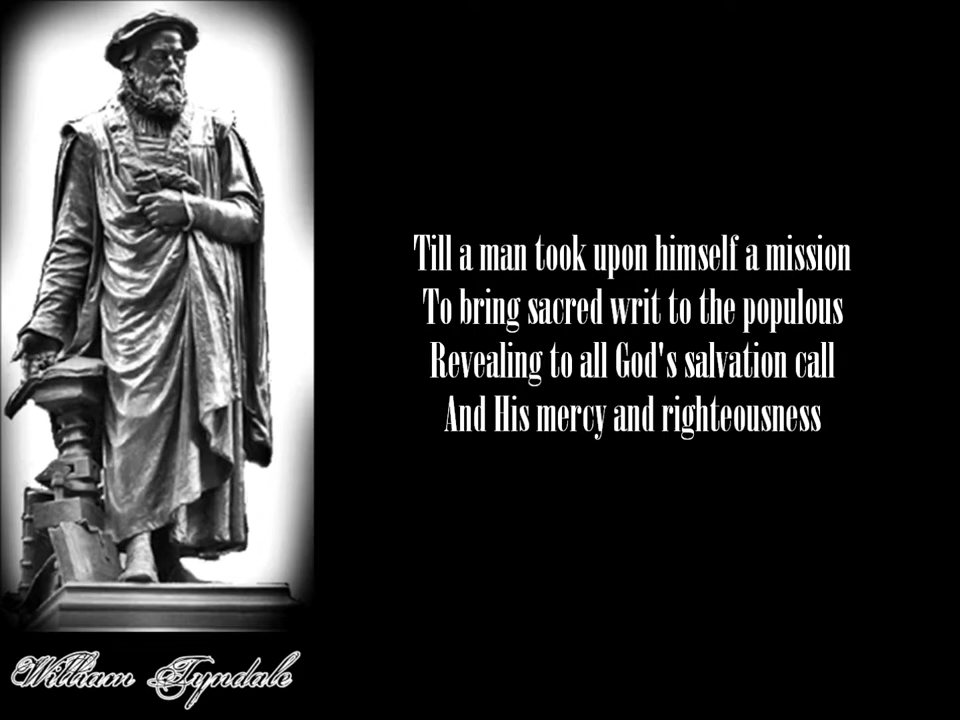 Till a man took upon himself a mission
To bring sacred writ to the populous
Revealing to all God's salvation call
And His mercy and righteousness
William Tyndale